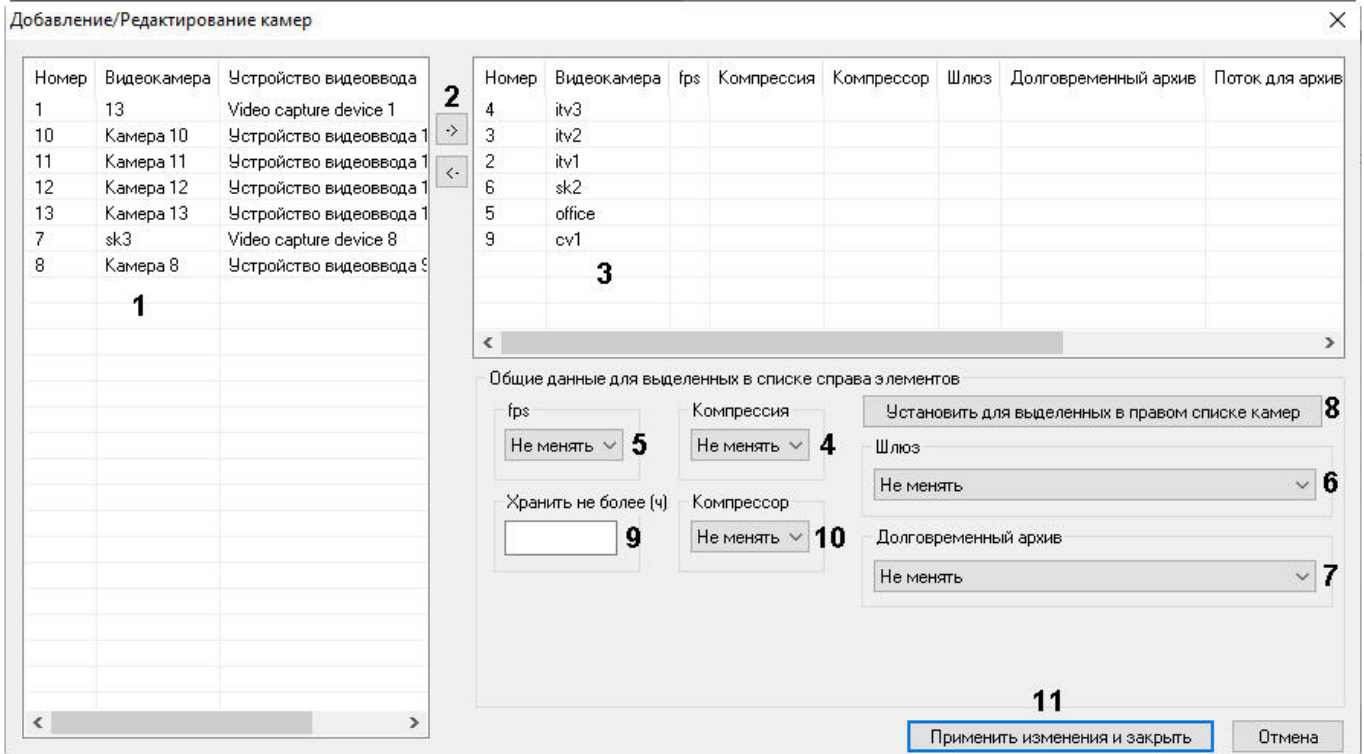 Добавление/Редактирование камер
Номер Видеокамера Устройство видеоввода
1 13 Video capture device 1
10 Камера 10 Устройство видеоввода 1
11 Камера 11 Устройство видеоввода 1
12 Камера 12 Устройство видеоввода 1
13 Камера 13 Устройство видеоввода 1
7 sk3 Video capture device 8
8 Камера 8 Устройство видеоввода 9
1
2
->
<-
Номер Видеокамера fps Компрессия Компрессор Шлюз Долговременный архив Поток для архив
4 itv3
3 itv2
2 itv1
6 sk2
5 office
9 cv1
3
Общие данные для выделенных в списке справа элементов
fps
Не менять 5
Компрессия
Не менять 4
Установить для выделенных в правом списке камер 8
Шлюз
Не менять 6
Хранить не более (ч)
9
Компрессор
Не менять 10
Долговременный архив
Не менять 7
11
Применить изменения и закрыть Отмена